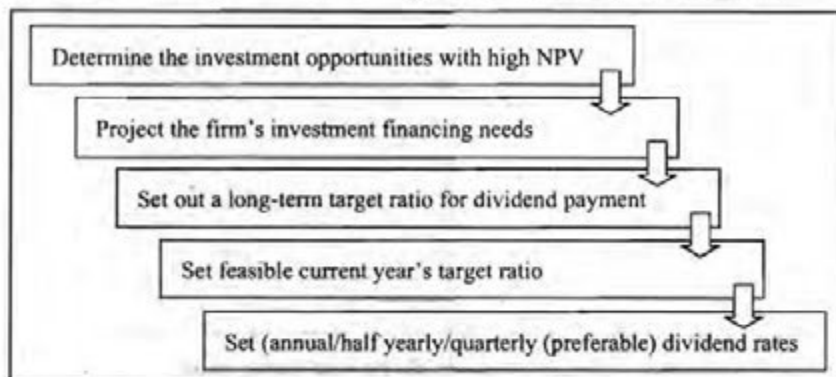 Determine the investment opportunities with high NPV
Project the firm's investment financing needs
Set out a long-term target ratio for dividend payment
Set feasible current year's target ratio
Set (annual/half yearly/quarterly (preferable) dividend rates